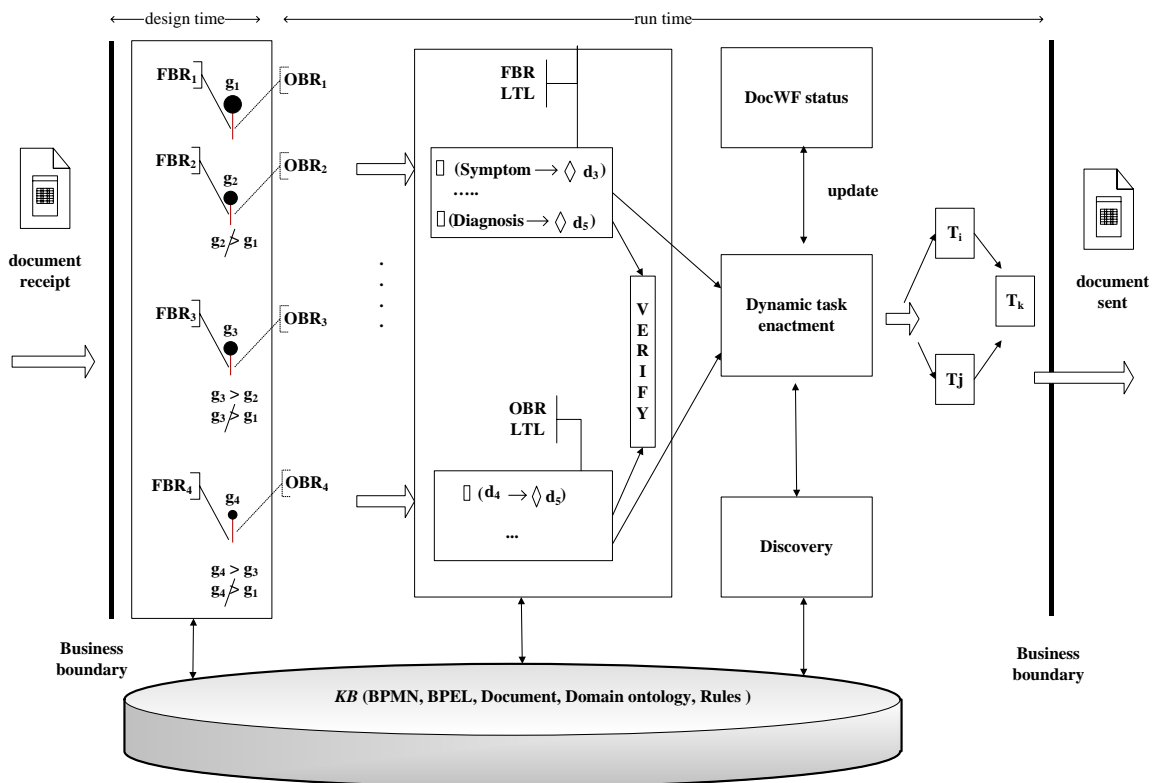 design time
run time
FBR₁
g₁
OBR₁
FBR₂
g₂
OBR₂
g₂ ≯ g₁
FBR₃
g₃
OBR₃
g₃ > g₂
g₃ ≯ g₁
FBR₄
g₄
OBR₄
g₄ > g₃
g₄ ≯ g₁
document
receipt
Business
boundary
FBR
LTL
▯ (Symptom → ◊ d₃)
.....
▯ (Diagnosis → ◊ d₅)
VERIFY
OBR
LTL
▯ (d₄ → ◊ d₅)
...
DocWF status
update
Dynamic task
enactment
Discovery
Tᵢ
Tⱼ
Tₖ
document
sent
Business
boundary
KB (BPMN, BPEL, Document, Domain ontology, Rules )